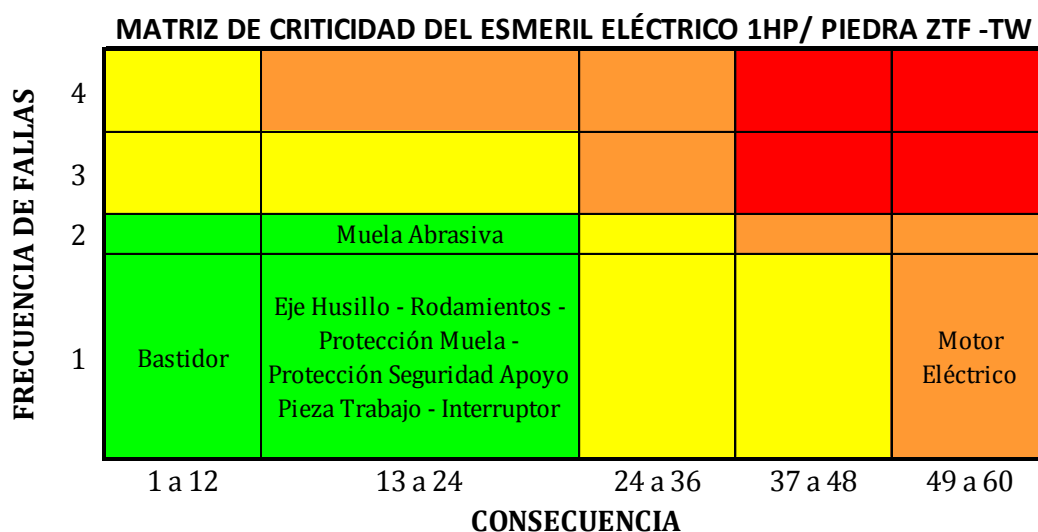 MATRIZ DE CRITICIDAD DEL ESMERIL ELÉCTRICO 1HP/ PIEDRA ZTF -TW
FRECUENCIA DE FALLAS
4
3
2
Muela Abrasiva
1
Bastidor
Eje Husillo - Rodamientos -
Protección Muela -
Protección Seguridad Apoyo
Pieza Trabajo - Interruptor
Motor
Eléctrico
1 a 12
13 a 24
24 a 36
37 a 48
49 a 60
CONSECUENCIA